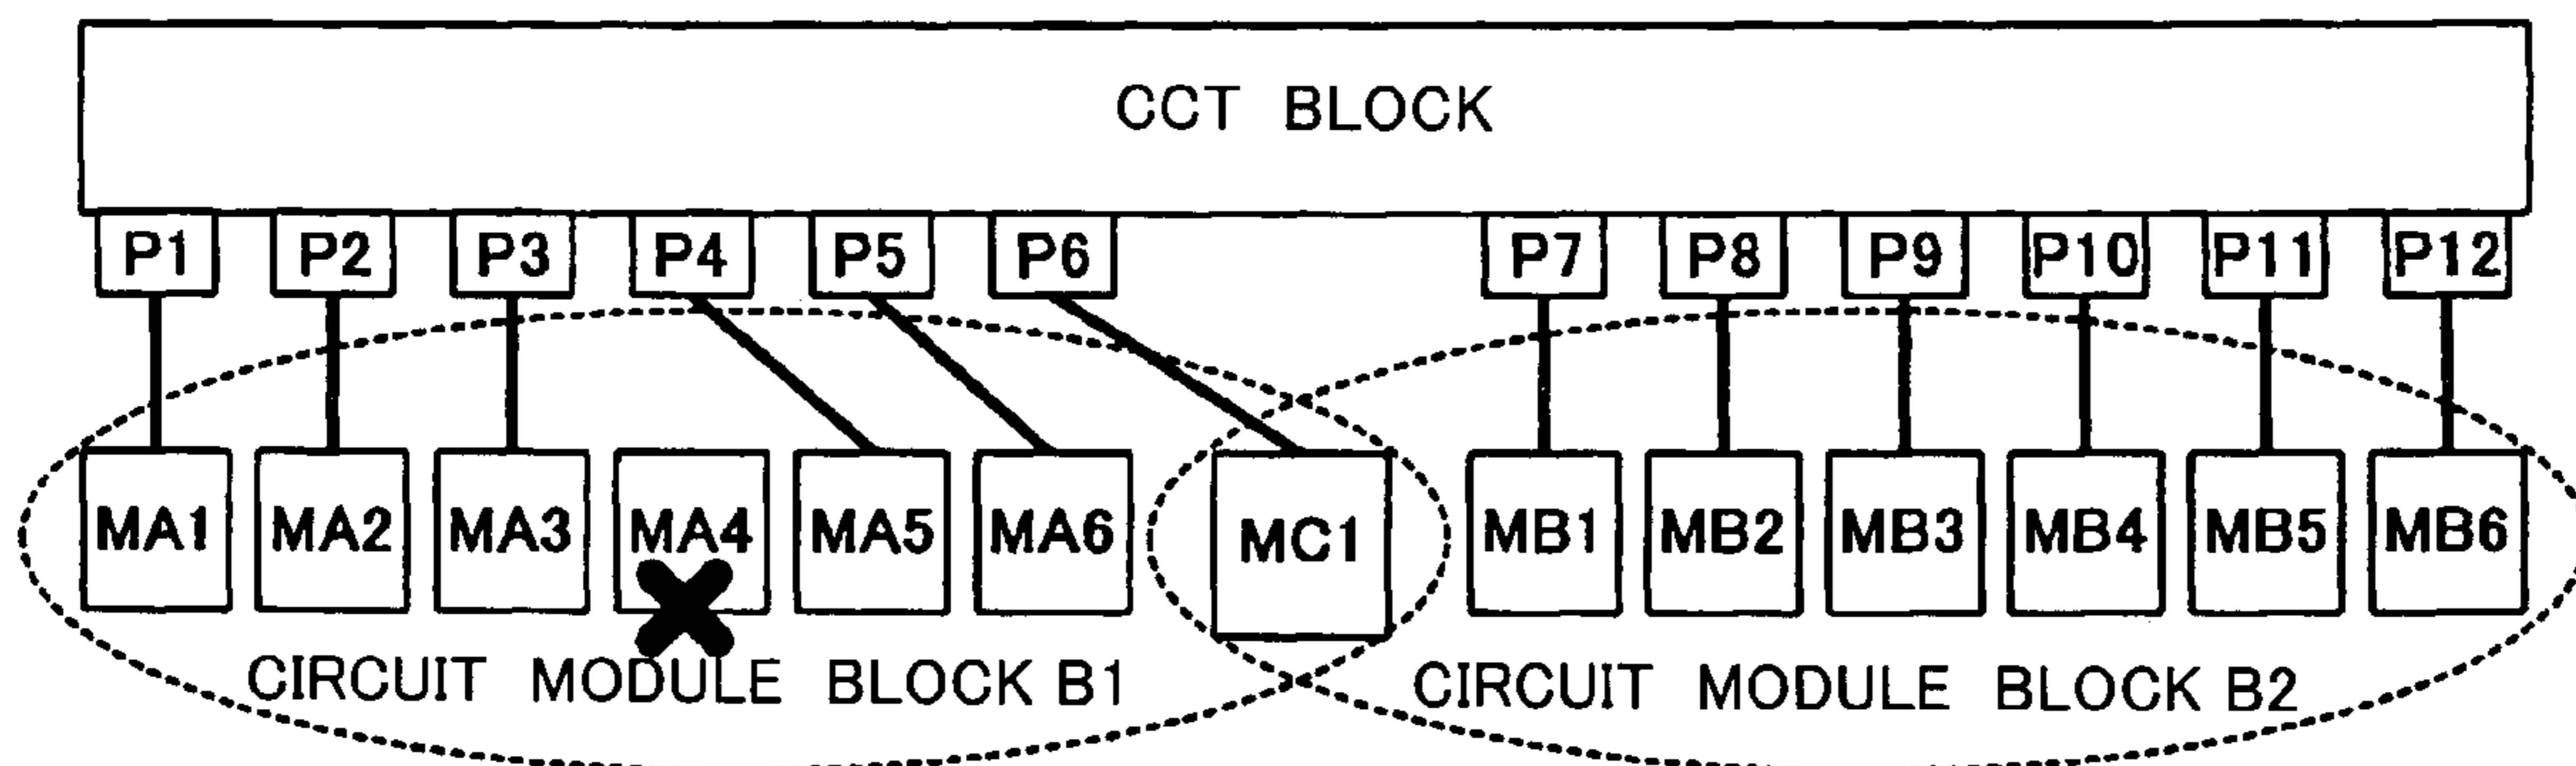 CCT BLOCK
P1 P2 P3 P4 P5 P6 P7 P8 P9 P10 P11 P12
MA1 MA2 MA3 MA4 MA5 MA6 MC1 MB1 MB2 MB3 MB4 MB5 MB6
CIRCUIT MODULE BLOCK B1 CIRCUIT MODULE BLOCK B2